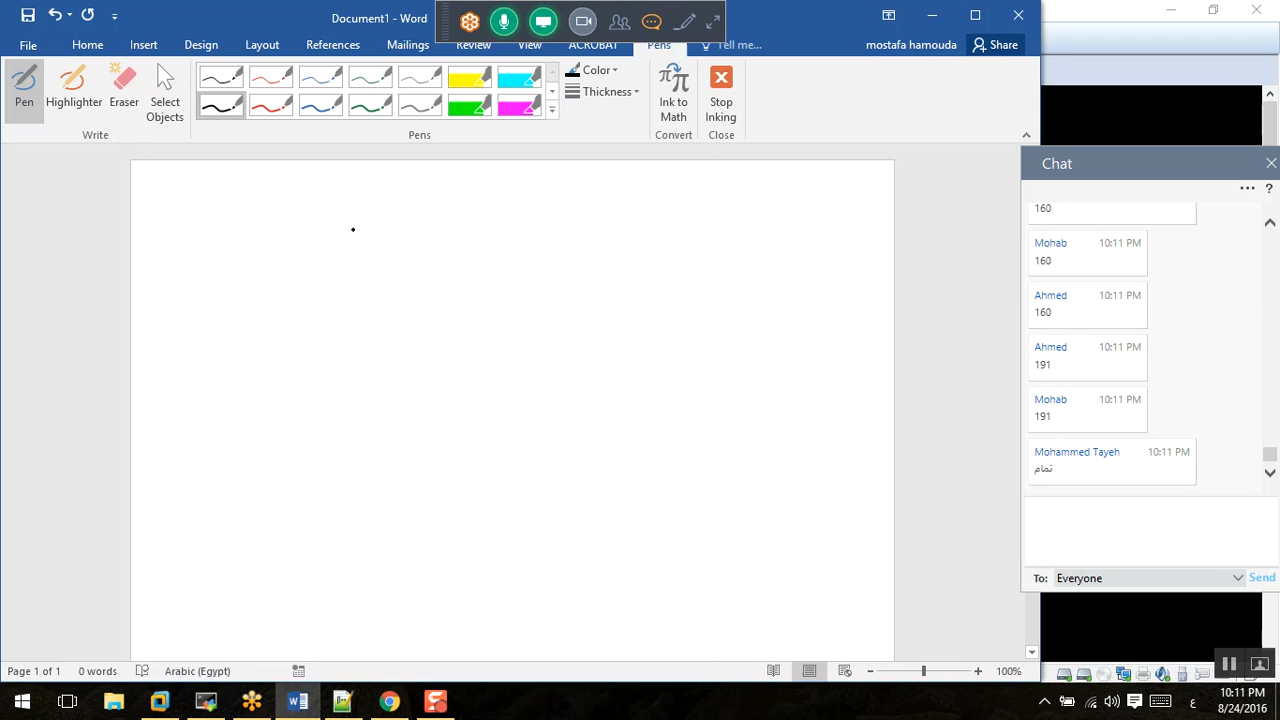 Document1 - Word
File
Home
Insert
Design
Layout
References
Mailings
Review
View
ACROBAT
Pens
Tell me...
mostafa hamouda
Share
Pen
Highlighter
Eraser
Select Objects
Color
Thickness
Ink to Math
Stop Inking
Write
Pens
Convert
Close
Chat
160
Mohab 10:11 PM
160
Ahmed 10:11 PM
160
Ahmed 10:11 PM
191
Mohab 10:11 PM
191
Mohammed Tayeh 10:11 PM
تمام
To: Everyone Send
Page 1 of 1
0 words
Arabic (Egypt)
100%
ع
10:11 PM
8/24/2016